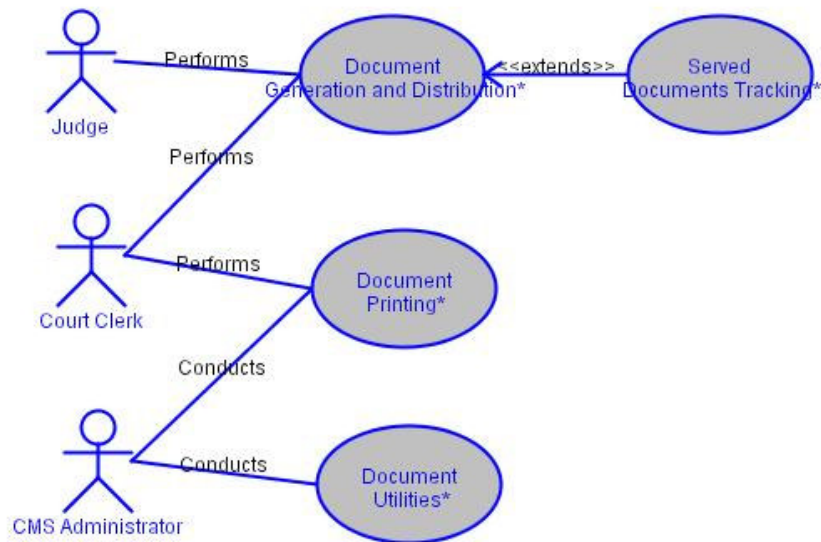 Performs
Document
Generation and Distribution*
<<extends>>
Served
Documents Tracking*
Judge
Performs
Performs
Document
Printing*
Court Clerk
Conducts
Conducts
Document
Utilities*
CMS Administrator